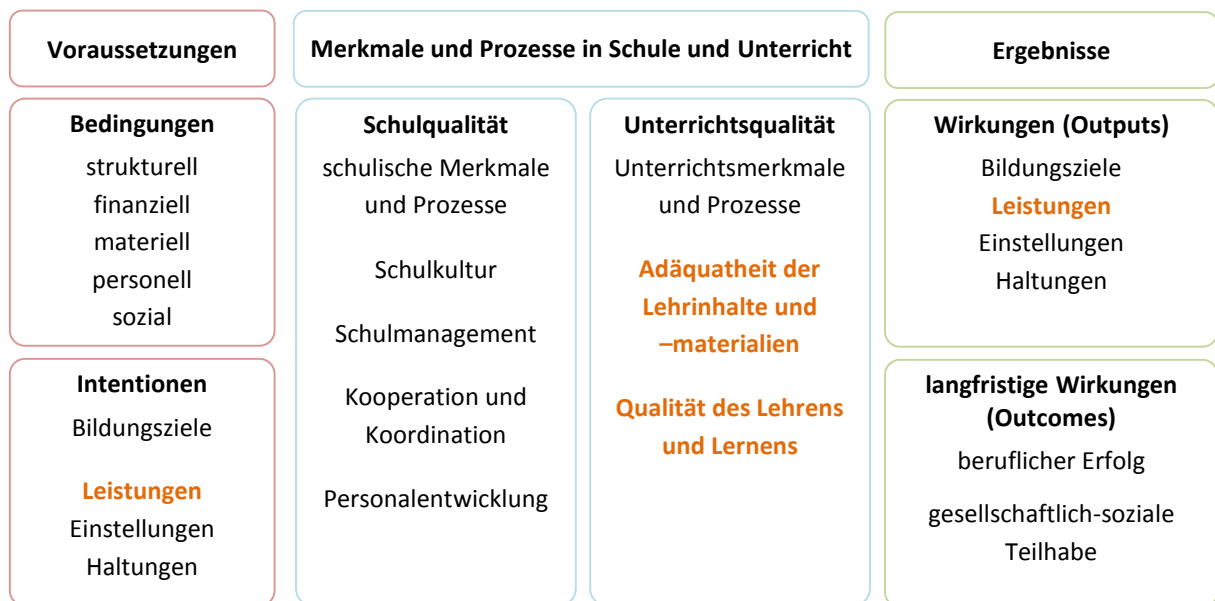 Voraussetzungen
Merkmale und Prozesse in Schule und Unterricht
Ergebnisse
Bedingungen
strukturell
finanziell
materiell
personell
sozial
Intentionen
Bildungsziele
Leistungen
Einstellungen
Haltungen
Schulqualität
schulische Merkmale
und Prozesse
Schulkultur
Schulmanagement
Kooperation und
Koordination
Personalentwicklung
Unterrichtsqualität
Unterrichtsmerkmale
und Prozesse
Adäquatheit der
Lehrinhalte und
–materialien
Qualität des Lehrens
und Lernens
Wirkungen (Outputs)
Bildungsziele
Leistungen
Einstellungen
Haltungen
langfristige Wirkungen
(Outcomes)
beruflicher Erfolg
gesellschaftlich-soziale
Teilhabe